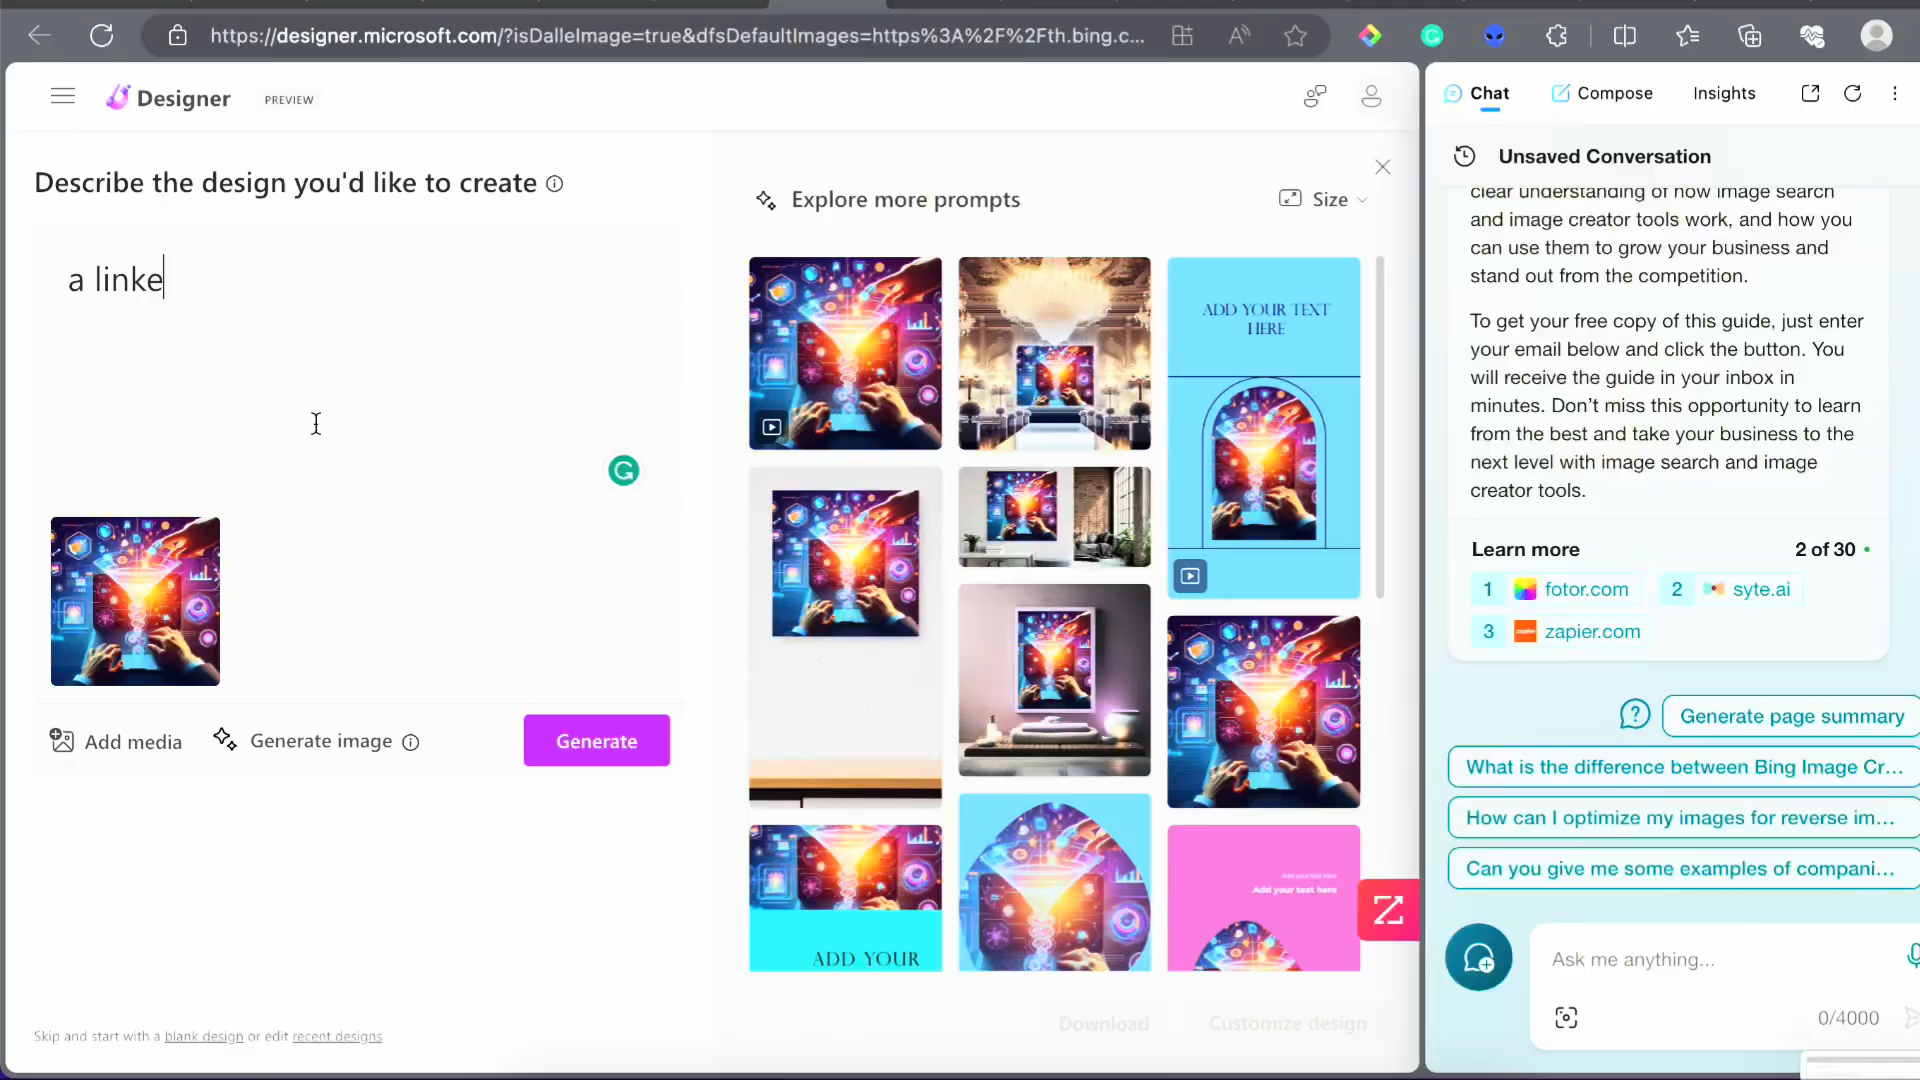 https://designer.microsoft.com/?isDalleImage=true&dfsDefaultImages=https%3A%2F%2Fth.bing.c...
Designer PREVIEW
Describe the design you'd like to create
a linke
Add media
Generate image
Generate
Skip and start with a blank design or edit recent designs
Explore more prompts
Size
ADD YOUR TEXT
HERE
ADD YOUR
Add your text here
Add your text here
Download
Customize design
Chat
Compose
Insights
Unsaved Conversation
clear understanding of how image search
and image creator tools work, and how you
can use them to grow your business and
stand out from the competition.
To get your free copy of this guide, just enter
your email below and click the button. You
will receive the guide in your inbox in
minutes. Don't miss this opportunity to learn
from the best and take your business to the
next level with image search and image
creator tools.
Learn more 2 of 30
1 fotor.com 2 syte.ai
3 zapier.com
Generate page summary
What is the difference between Bing Image Cr...
How can I optimize my images for reverse im...
Can you give me some examples of compani...
Ask me anything...
0/4000